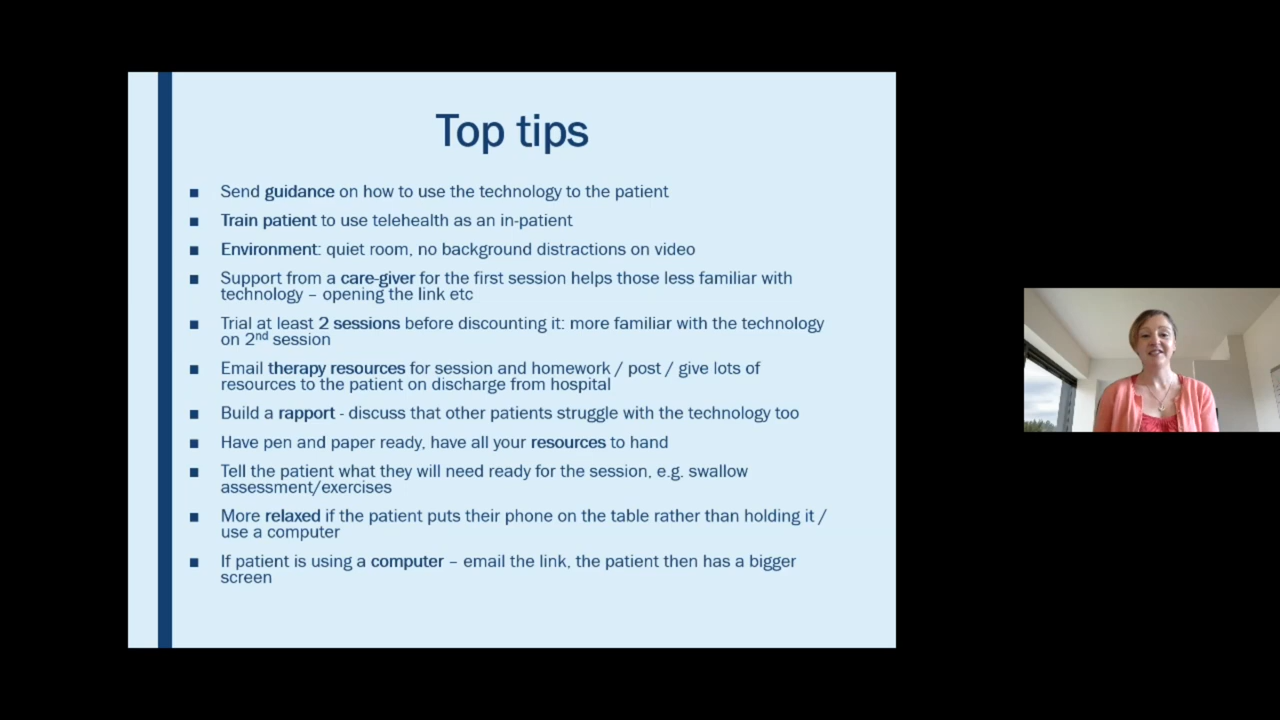 Top tips
■ Send guidance on how to use the technology to the patient
■ Train patient to use telehealth as an in-patient
■ Environment: quiet room, no background distractions on video
■ Support from a care-giver for the first session helps those less familiar with
technology – opening the link etc
■ Trial at least 2 sessions before discounting it: more familiar with the technology
on 2nd session
■ Email therapy resources for session and homework / post / give lots of
resources to the patient on discharge from hospital
■ Build a rapport - discuss that other patients struggle with the technology too
■ Have pen and paper ready, have all your resources to hand
■ Tell the patient what they will need ready for the session, e.g. swallow
assessment/exercises
■ More relaxed if the patient puts their phone on the table rather than holding it /
use a computer
■ If patient is using a computer – email the link, the patient then has a bigger
screen